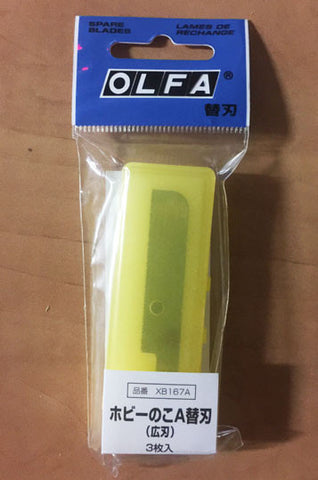 SPARE
BLADES
LAMES DE
RECHANGE
OLFA®
替刃
品番 XB167A
ホビーのこA替刃
(広刃)
3枚入